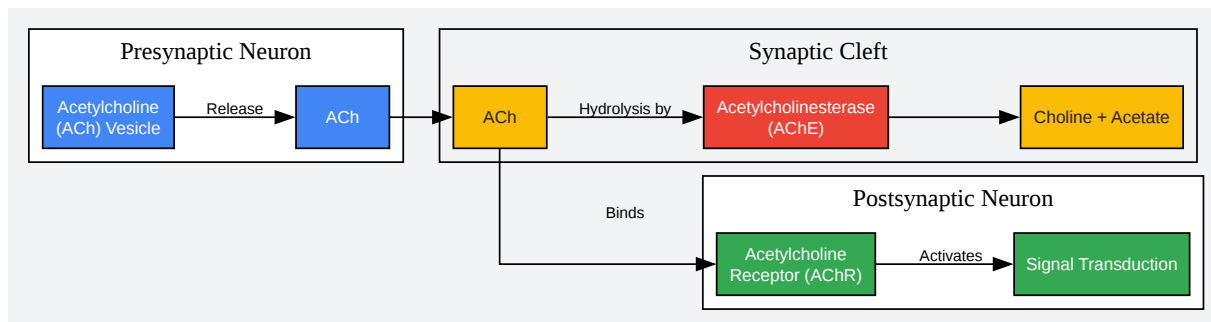 Presynaptic Neuron
Acetylcholine
(ACh) Vesicle
Release
ACh
Synaptic Cleft
ACh
Hydrolysis by
Acetylcholinesterase
(AChE)
Choline + Acetate
Binds
Postsynaptic Neuron
Acetylcholine
Receptor (AChR)
Activates
Signal Transduction